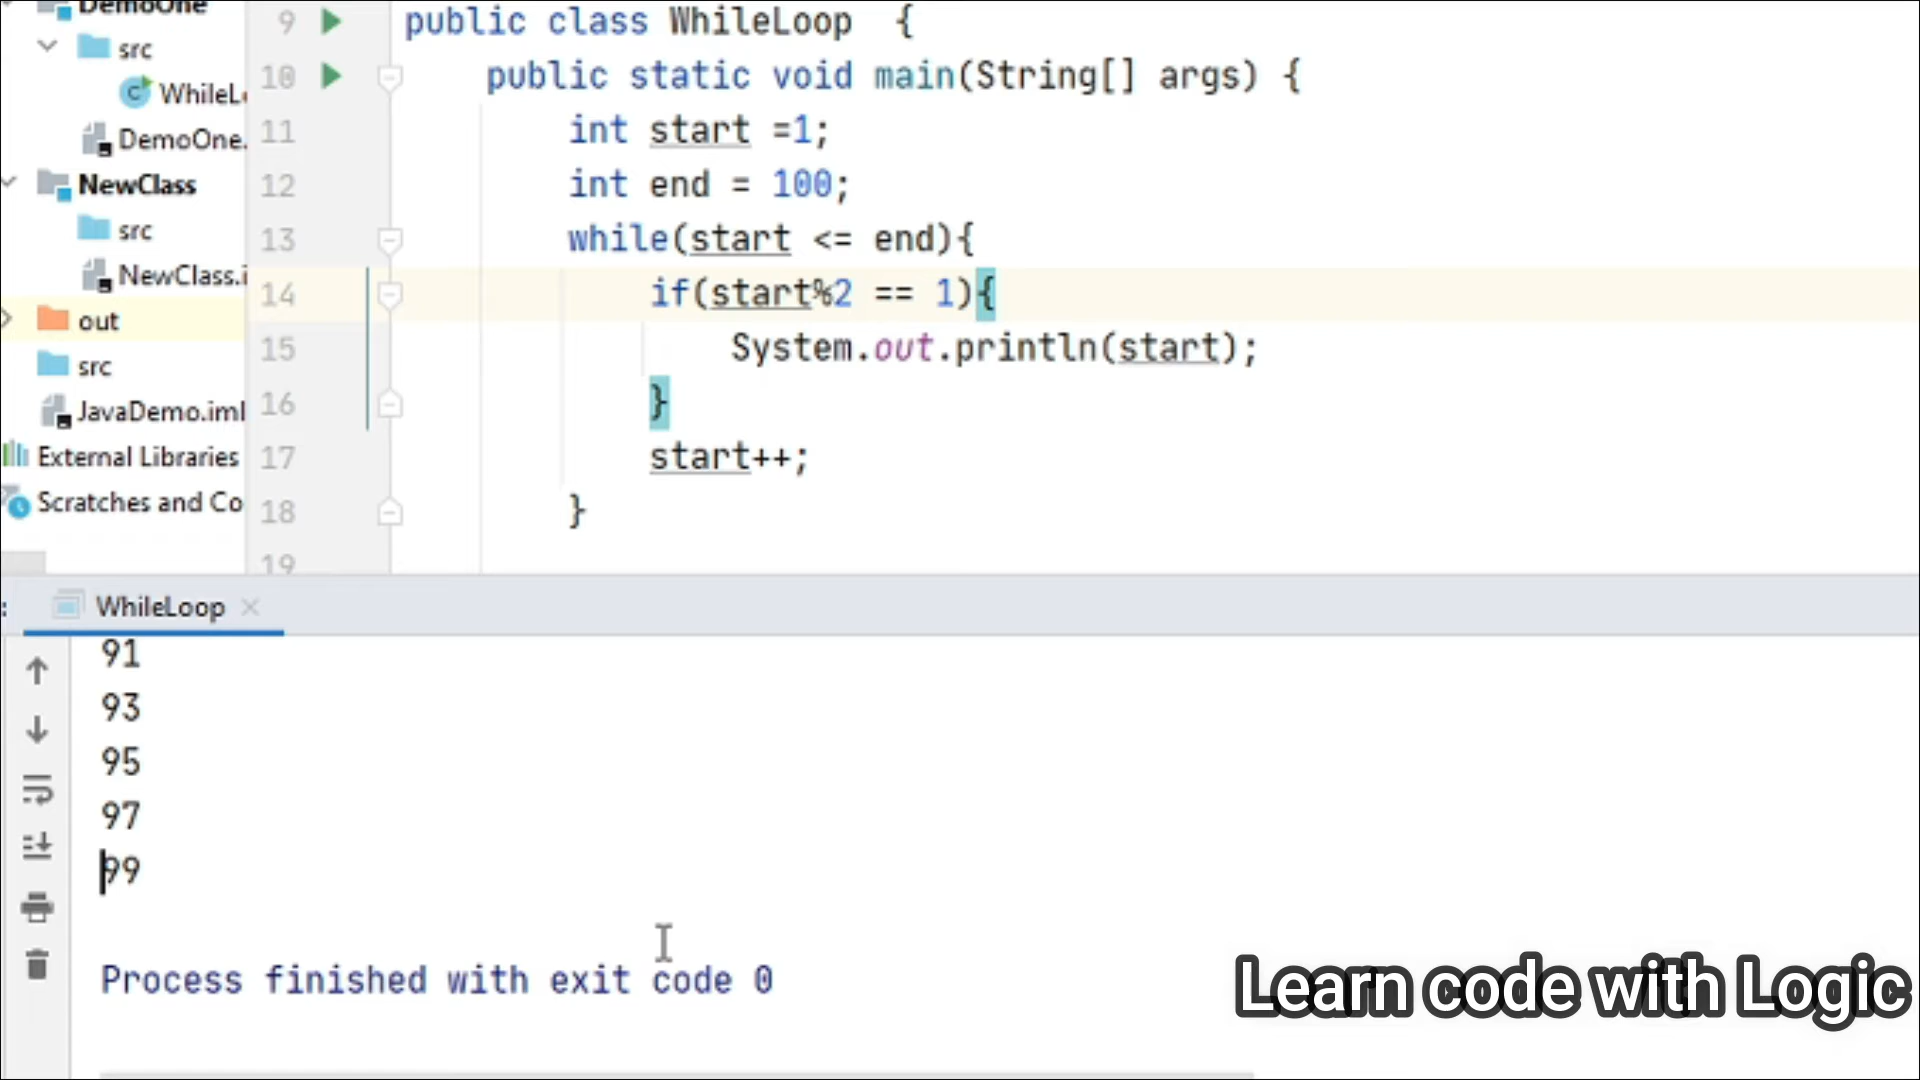 DemoOne
src
WhileL
DemoOne.
NewClass
src
NewClass.i
out
src
JavaDemo.iml
External Libraries
Scratches and Co
9 public class WhileLoop {
10 public static void main(String[] args) {
11 int start =1;
12 int end = 100;
13 while(start <= end){
14 if(start%2 == 1){
15 System.out.println(start);
16 }
17 start++;
18 }
19
: WhileLoop
91
93
95
97
99
Process finished with exit code 0
Learn code with Logic